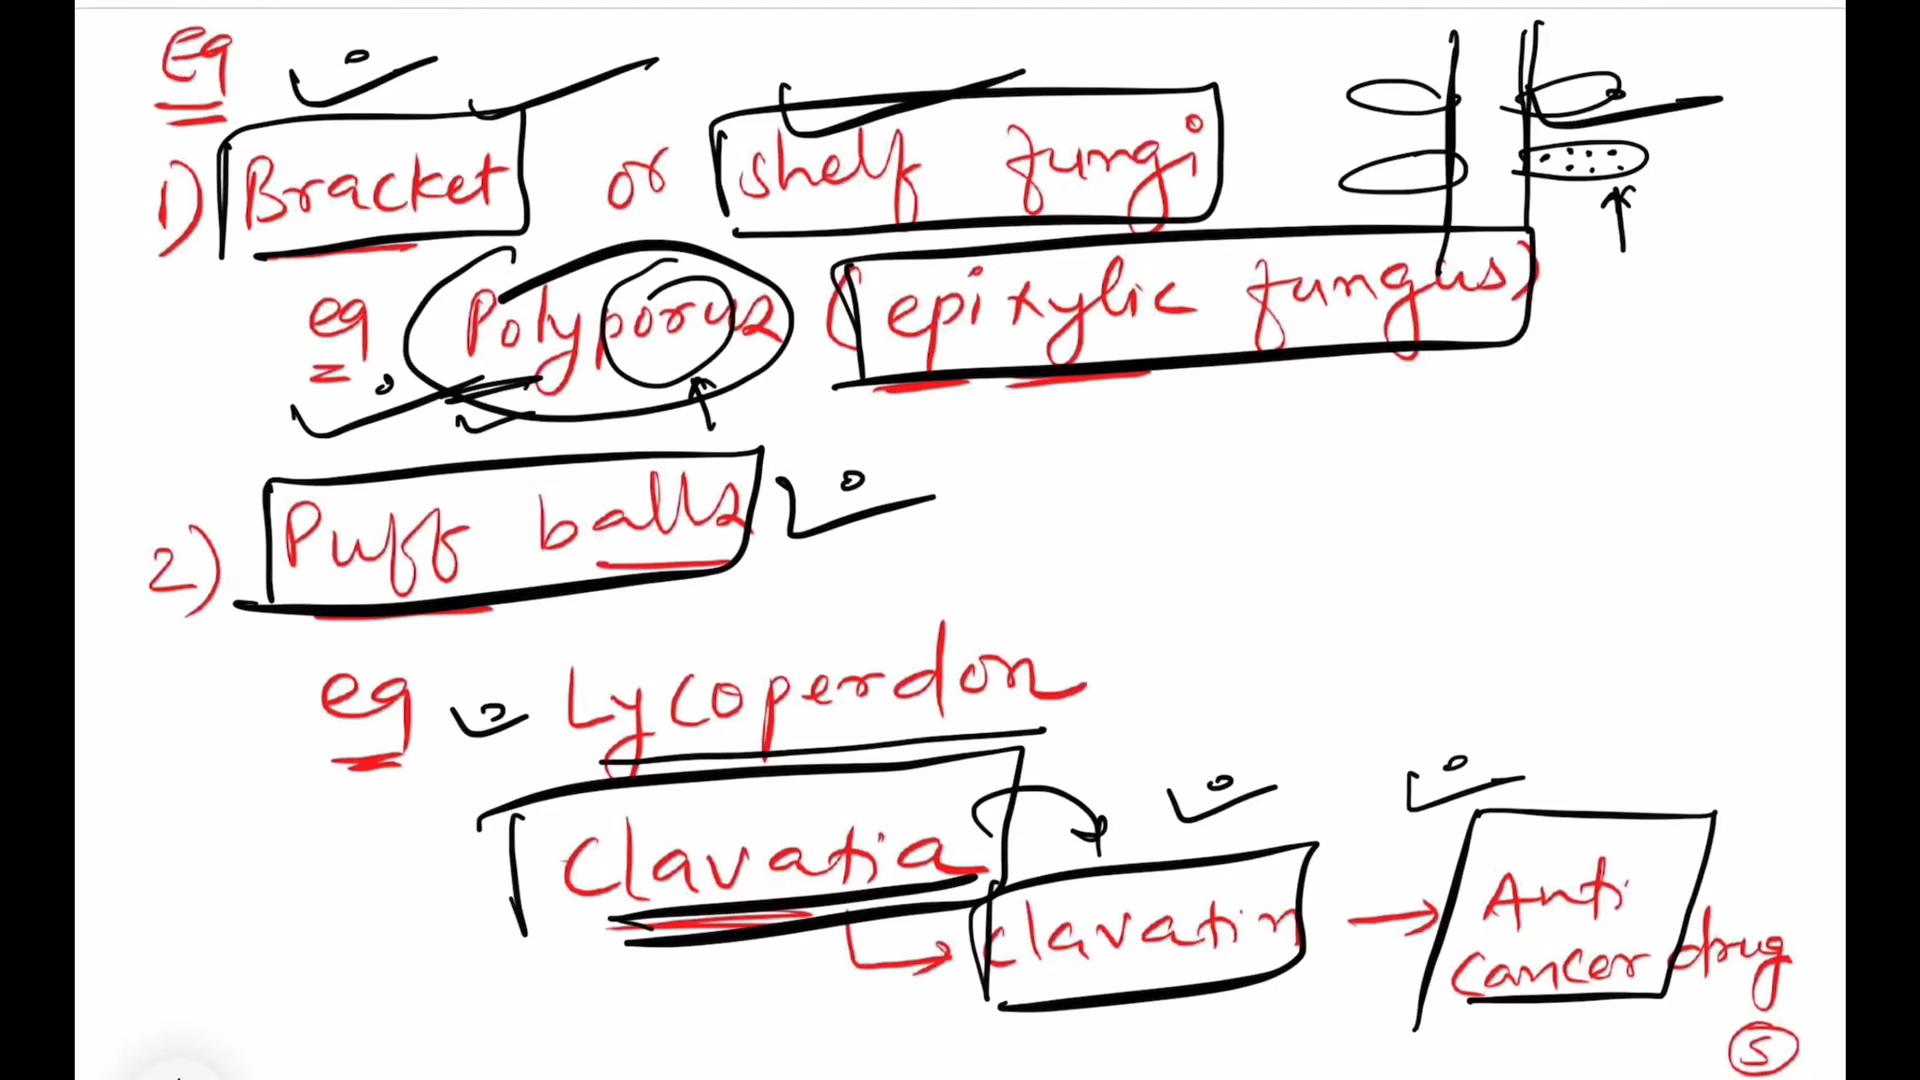 Eg
1) Bracket or shelf fungi
eg. Polyporus (epixylic fungus)
2) Puff balls
eg Lycoperdon
Clavatia
clavatin → Anti
cancer drug
5